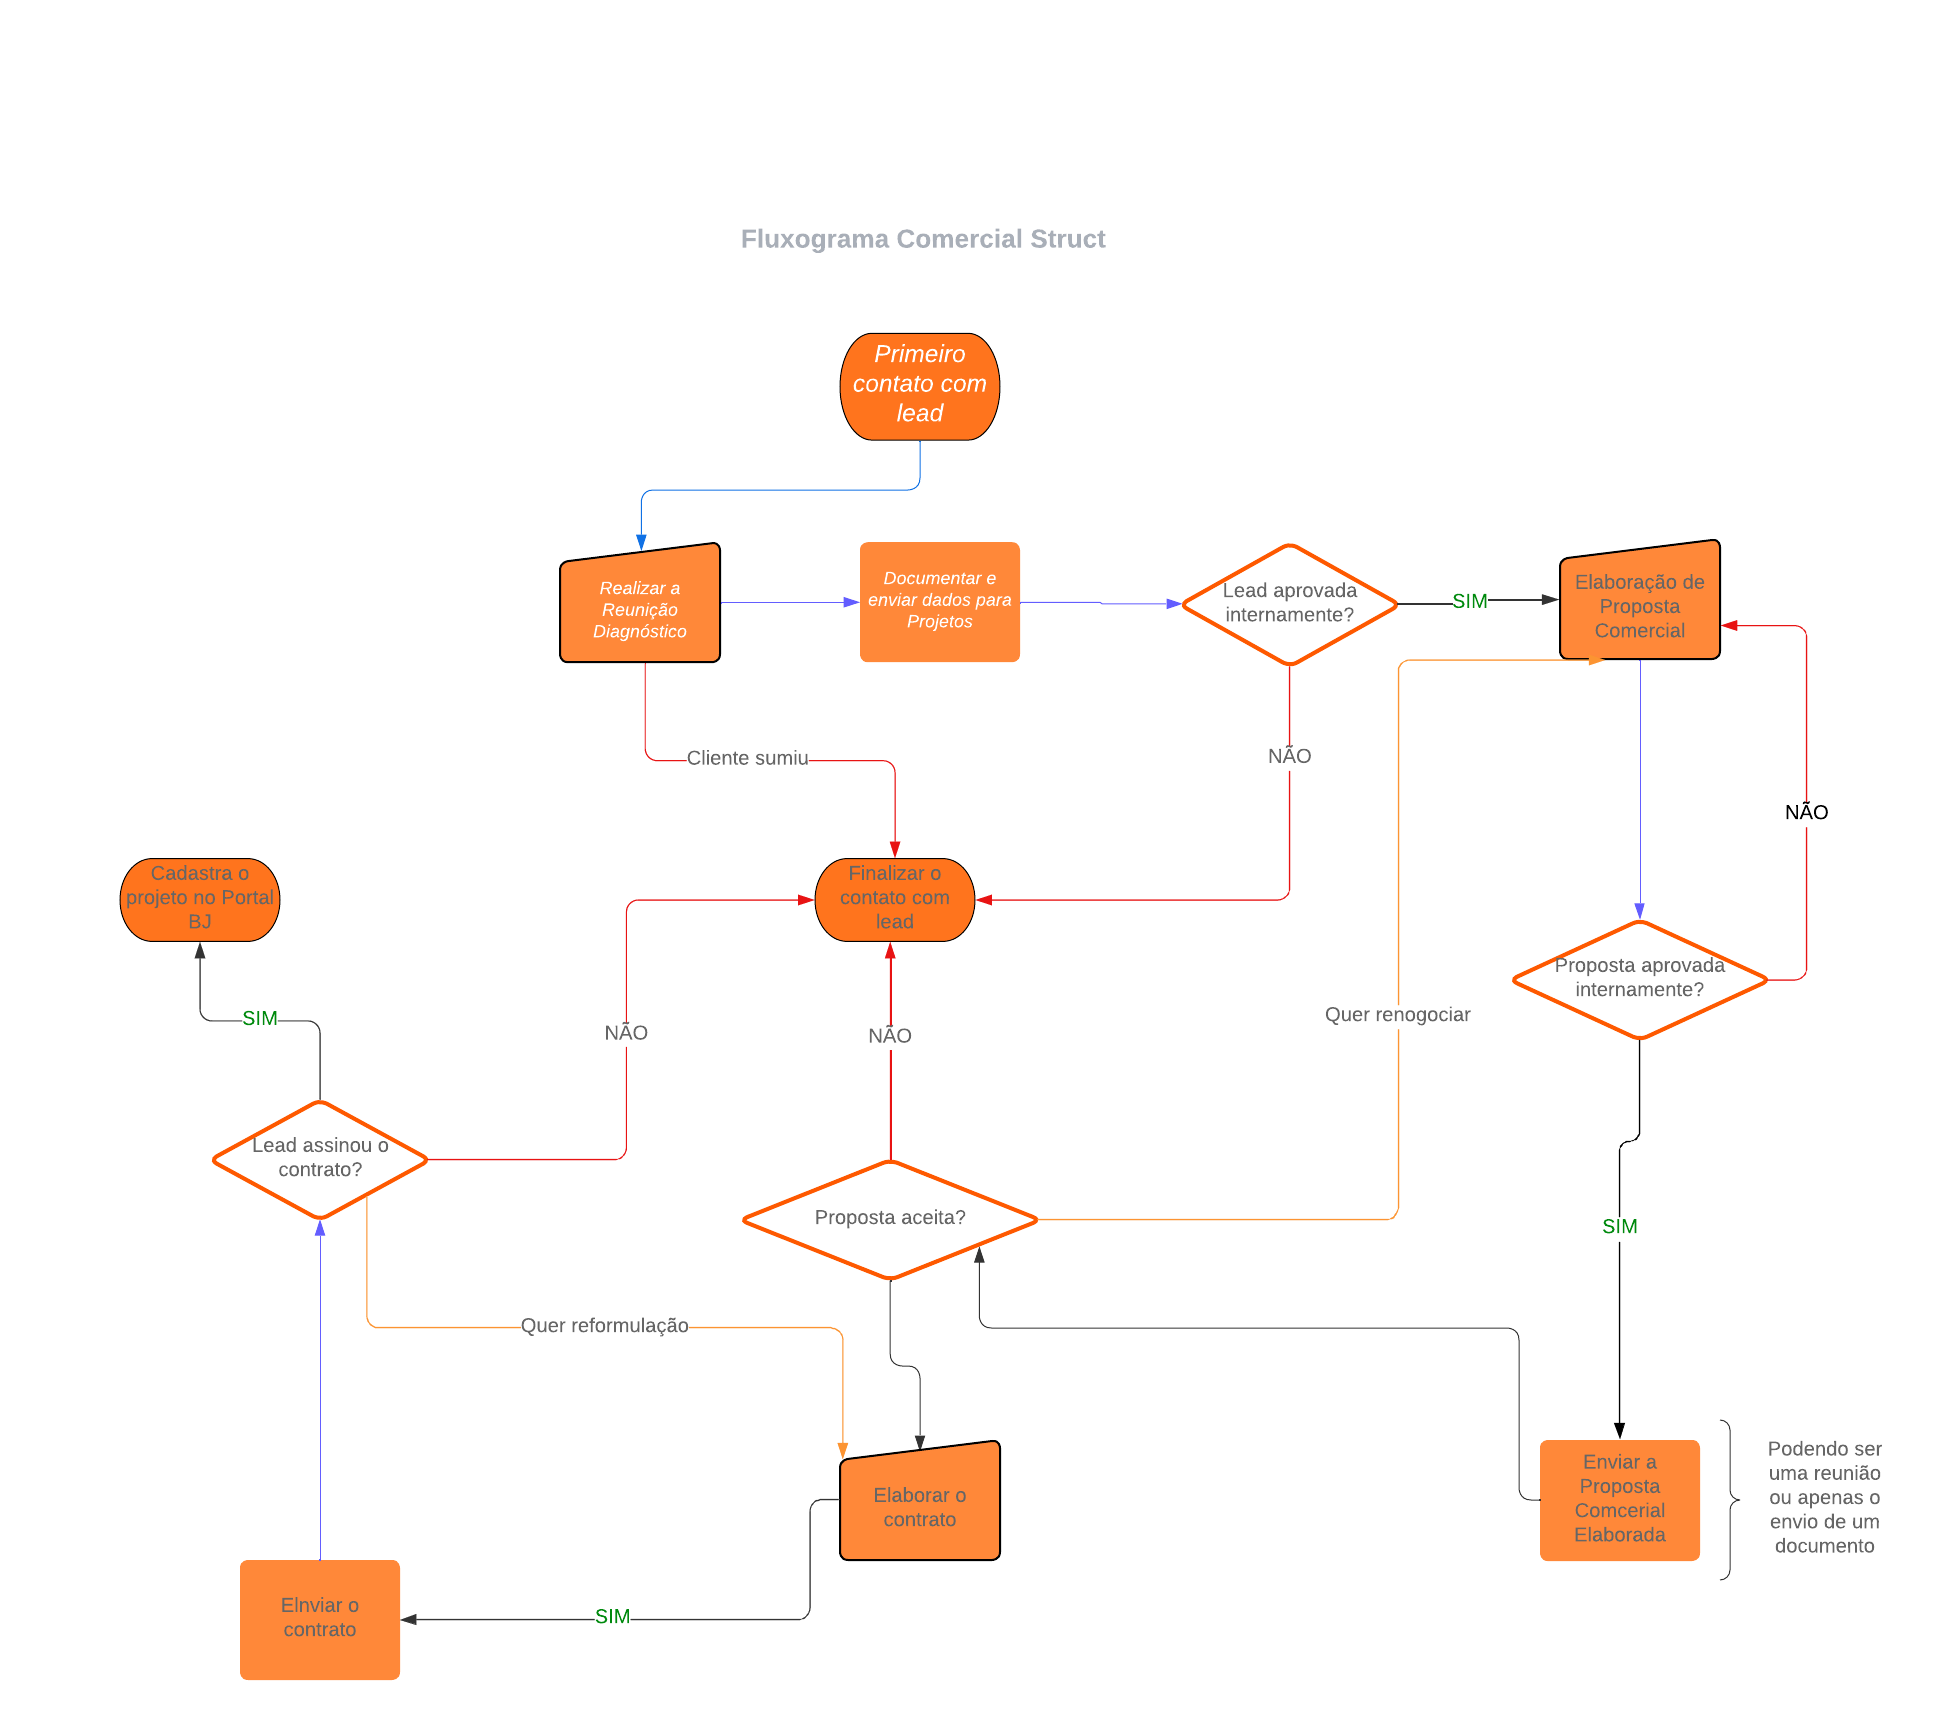 Fluxograma Comercial Struct
Primeiro
contato com
lead
Realizar a
Reunição
Diagnóstico
Documentar e
enviar dados para
Projetos
Lead aprovada
internamente?
SIM
Elaboração de
Proposta
Comercial
Cliente sumiu
NÃO
NÃO
Cadastra o
projeto no Portal
BJ
Finalizar o
contato com
lead
Proposta aprovada
internamente?
SIM
NÃO
NÃO
Quer renogociar
Lead assinou o
contrato?
Proposta aceita?
SIM
Quer reformulação
Elaborar o
contrato
Enviar a
Proposta
Comcerial
Elaborada
Podendo ser
uma reunião
ou apenas o
envio de um
documento
Elnviar o
contrato
SIM